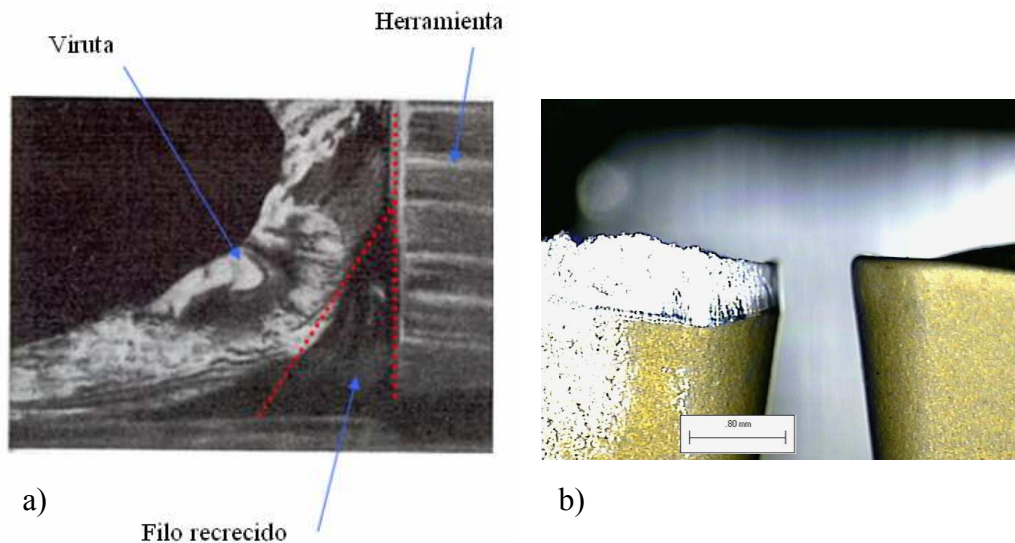 Herramienta
Viruta
.80 mm
a)
b)
Filo recrecido